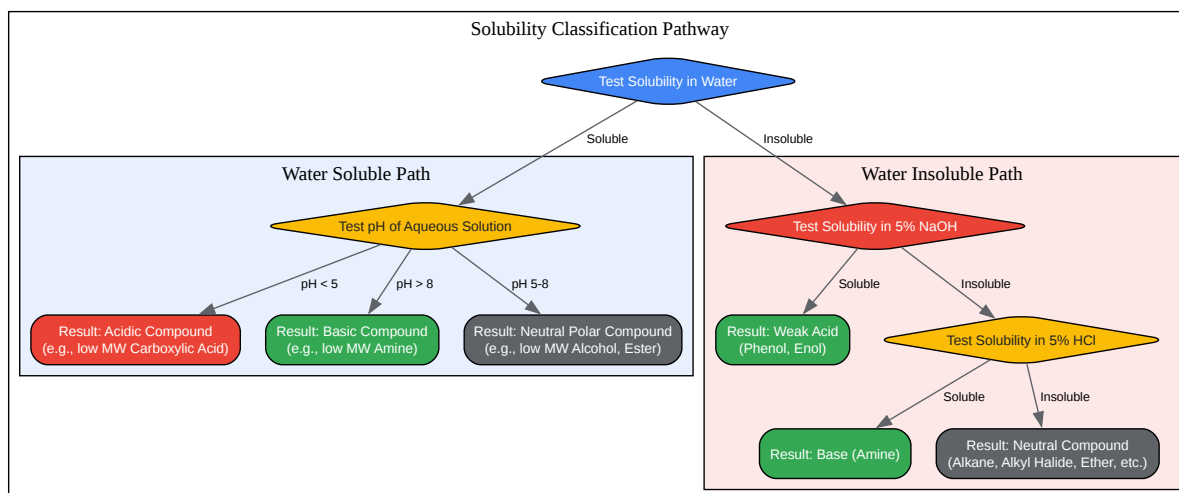 Solubility Classification Pathway
Test Solubility in Water
Soluble
Insoluble
Water Soluble Path
Water Insoluble Path
Test pH of Aqueous Solution
Test Solubility in 5% NaOH
pH < 5
pH > 8
pH 5-8
Soluble
Insoluble
Result: Acidic Compound
(e.g., low MW Carboxylic Acid)
Result: Basic Compound
(e.g., low MW Amine)
Result: Neutral Polar Compound
(e.g., low MW Alcohol, Ester)
Result: Weak Acid
(Phenol, Enol)
Test Solubility in 5% HCl
Soluble
Insoluble
Result: Base (Amine)
Result: Neutral Compound
(Alkane, Alkyl Halide, Ether, etc.)